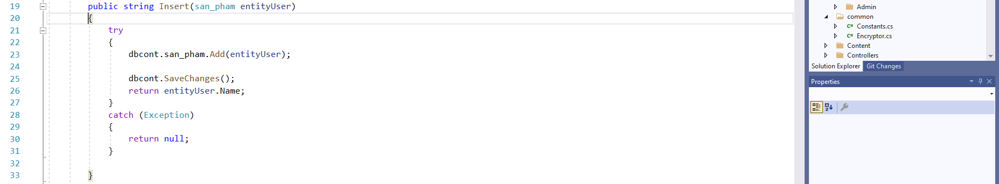 19 public string Insert(san_pham entityUser)
20 {
21 try
22 {
23 dbcont.san_pham.Add(entityUser);
24
25 dbcont.SaveChanges();
26 return entityUser.Name;
27 }
28 catch (Exception)
29 {
30 return null;
31 }
32
33 }
Admin
common
C# Constants.cs
C# Encryptor.cs
Content
Controllers
Solution Explorer Git Changes
Properties